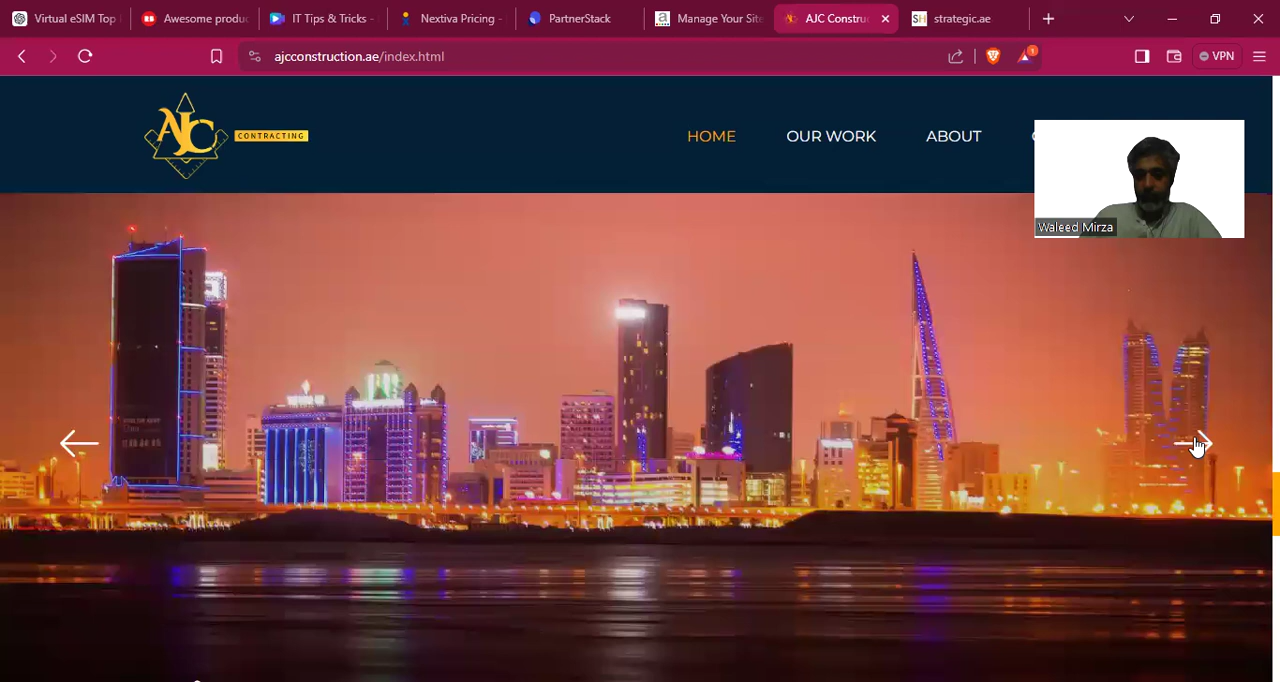 Virtual eSIM Top
Awesome produc
IT Tips & Tricks -
Nextiva Pricing -
PartnerStack
Manage Your Site
AJC Constru
strategic.ae
ajcconstruction.ae/index.html
1
VPN
AJC
CONTRACTING
HOME
OUR WORK
ABOUT
Waleed Mirza